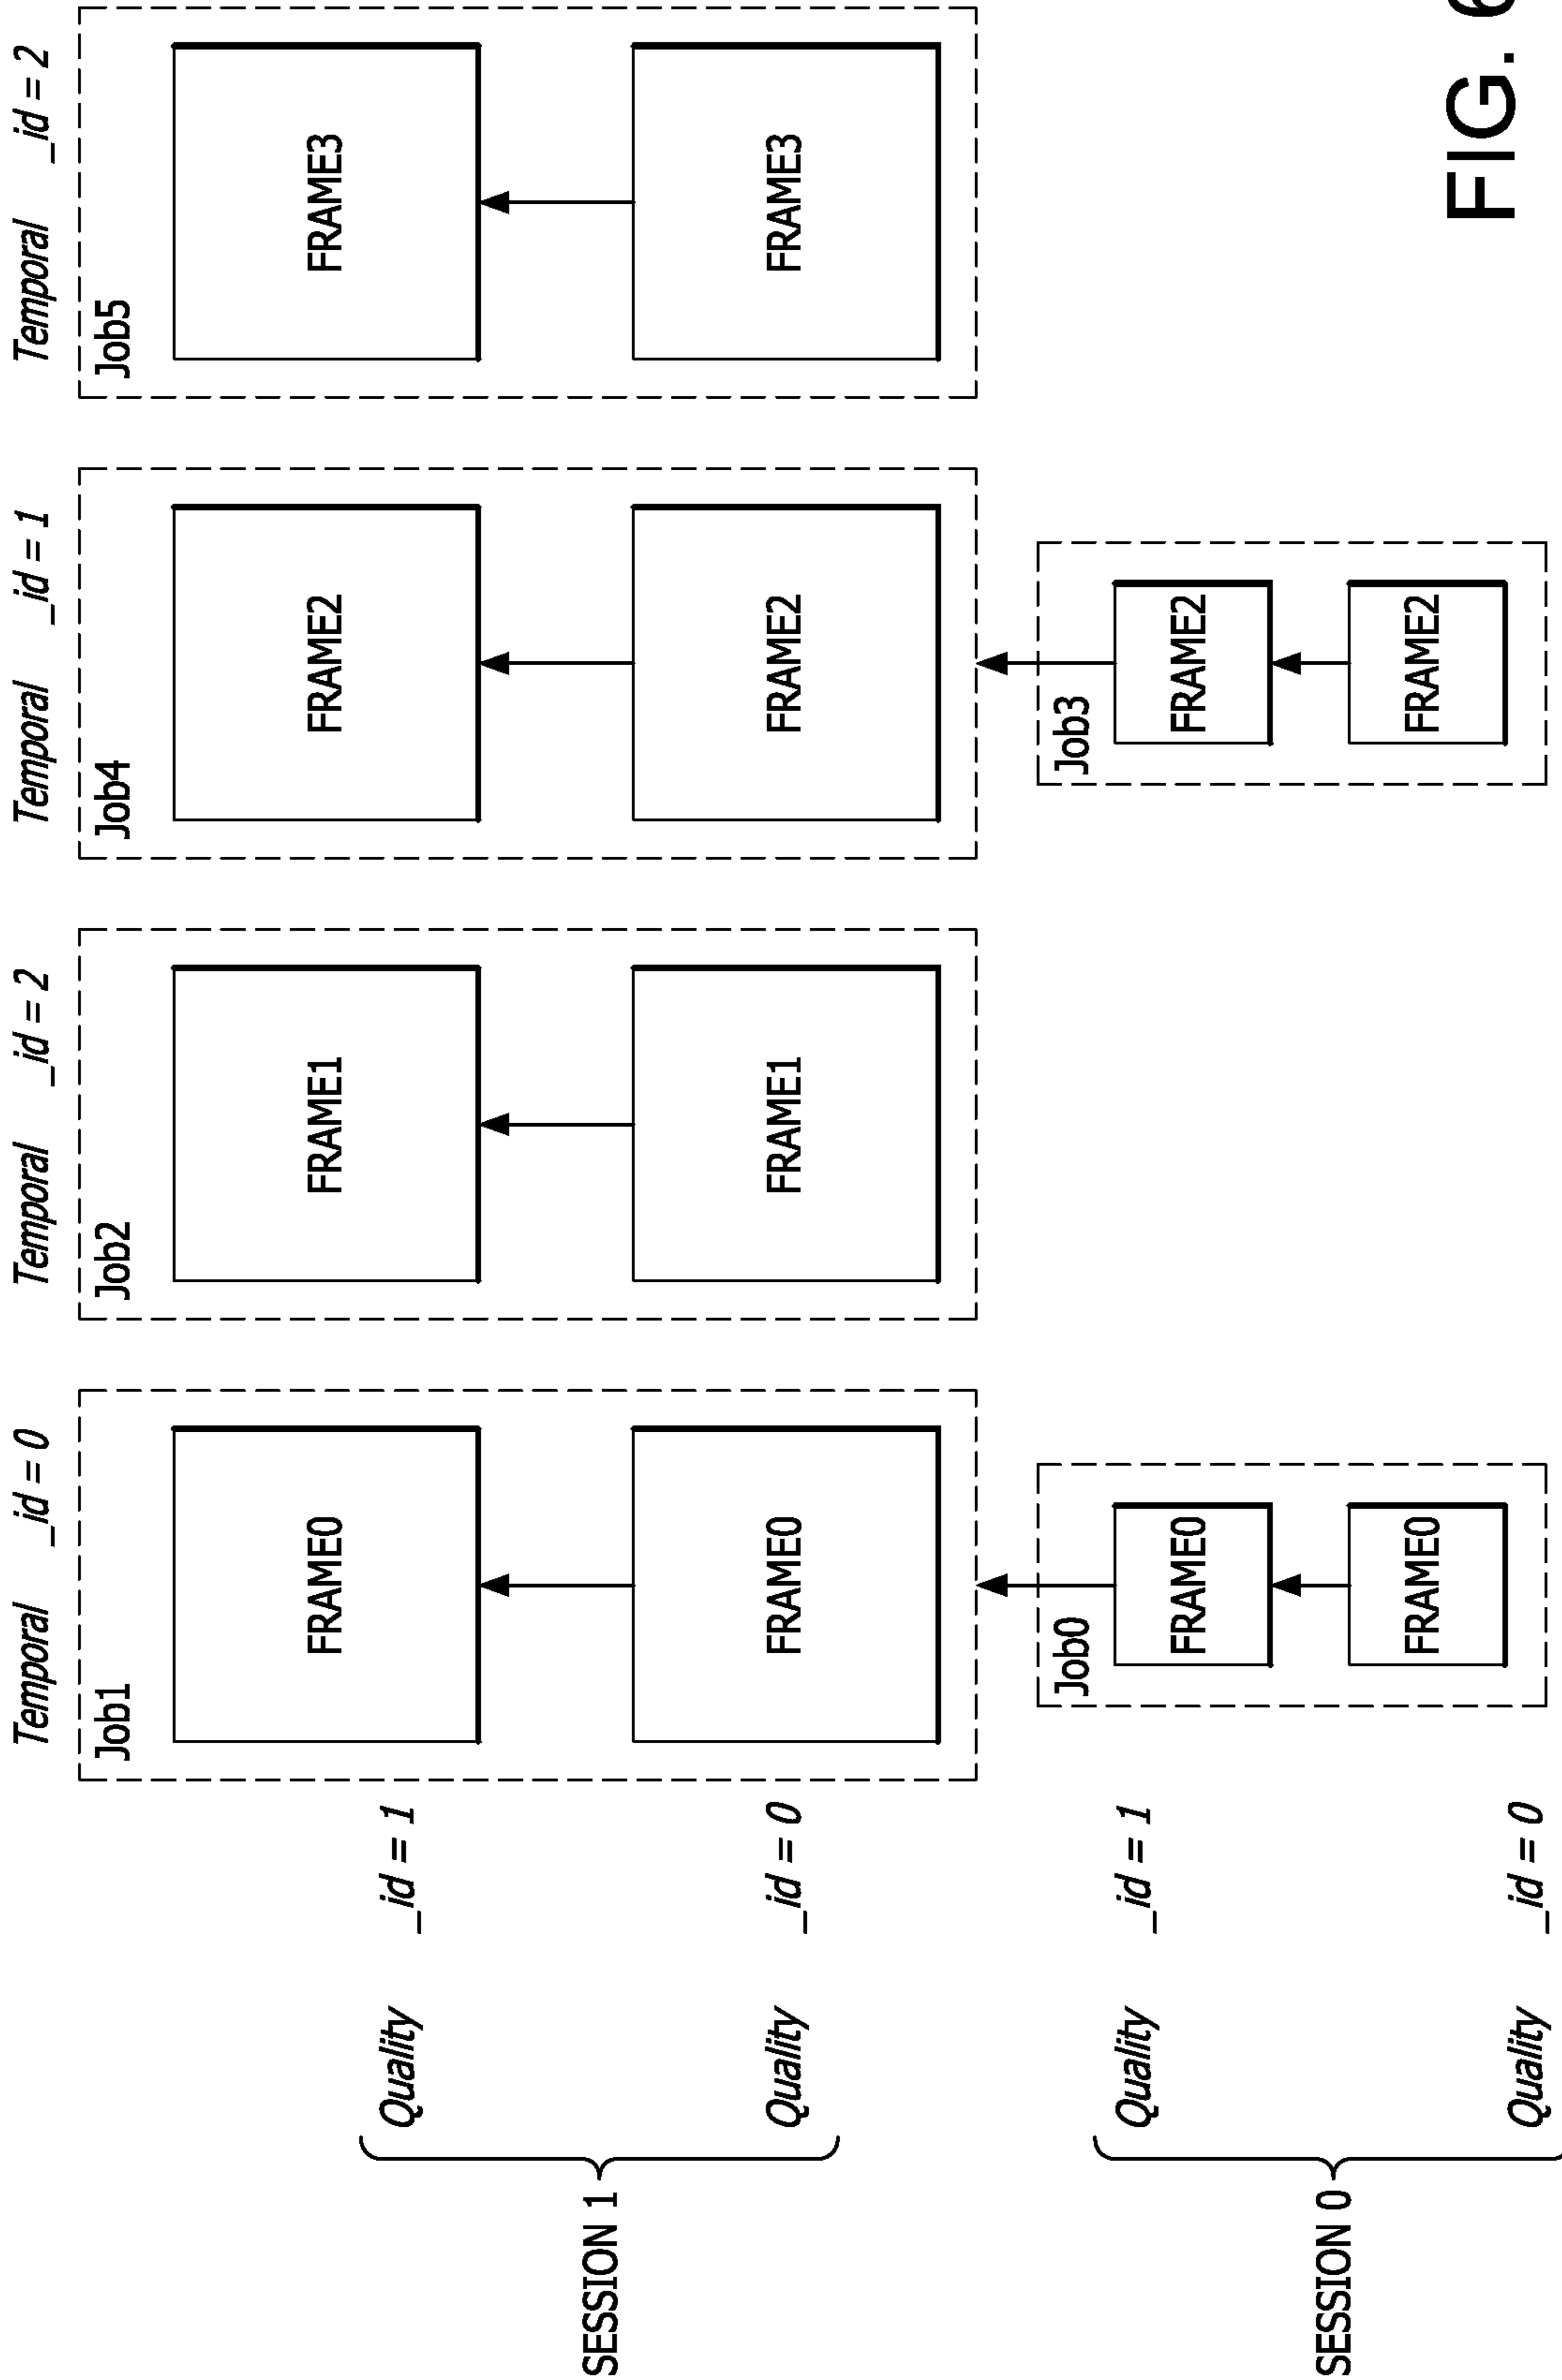 Temporal _id = 0
Temporal _id = 2
Temporal _id = 1
Temporal _id = 2
Job1
Job2
Job4
Job5
Quality _id = 1
FRAME0
FRAME1
FRAME2
FRAME3
SESSION 1
Quality _id = 0
FRAME0
FRAME1
FRAME2
FRAME3
Job0
Job3
Quality _id = 1
FRAME0
FRAME2
SESSION 0
Quality _id = 0
FRAME0
FRAME2
FIG. 6